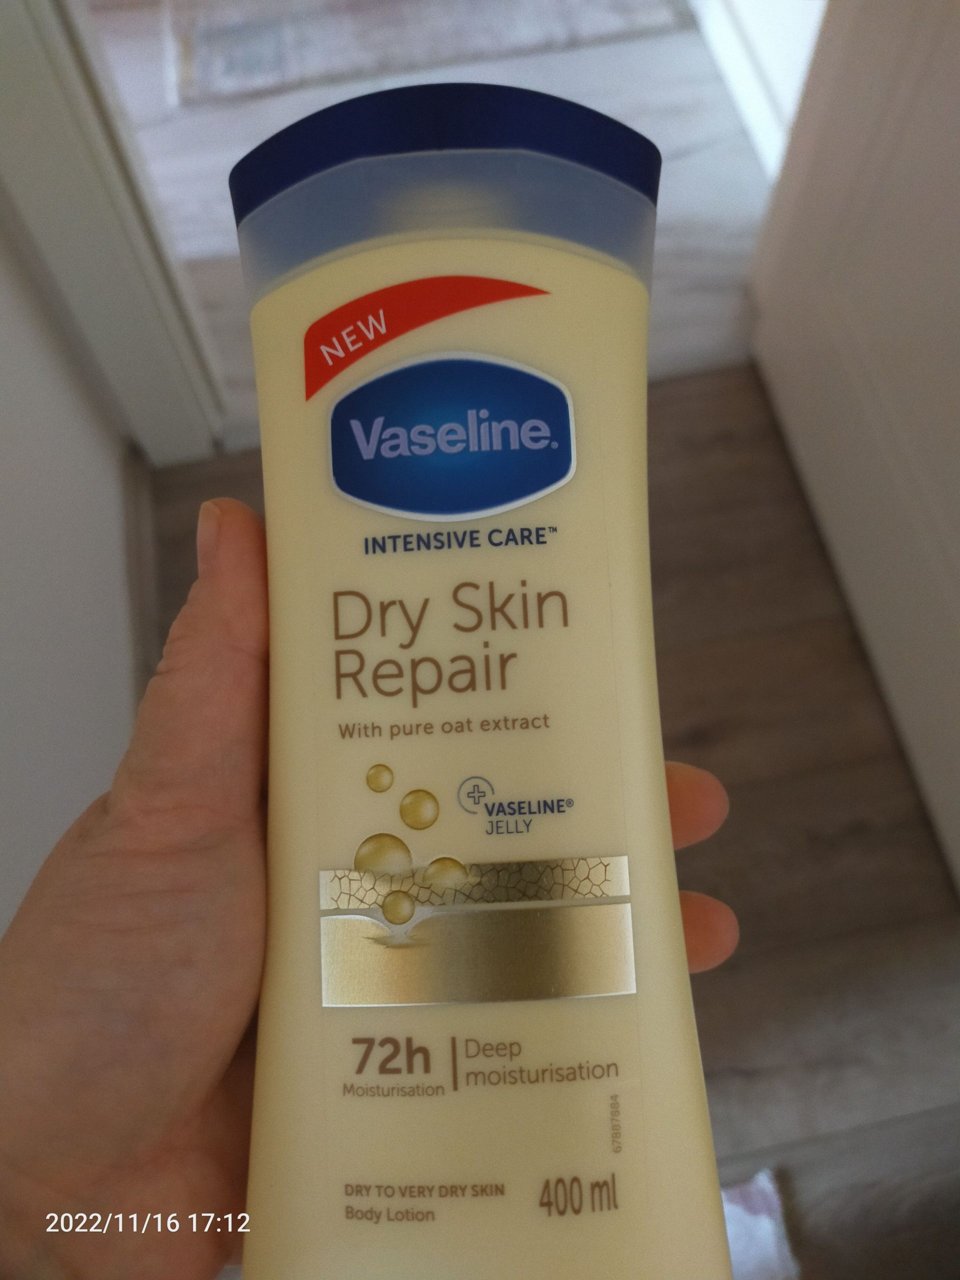 NEW
Vaseline®
INTENSIVE CARE™
Dry Skin
Repair
With pure oat extract
VASELINE®
JELLY
72h
Moisturisation
Deep
moisturisation
67887884
DRY TO VERY DRY SKIN
Body Lotion
400 ml
2022/11/16 17:12